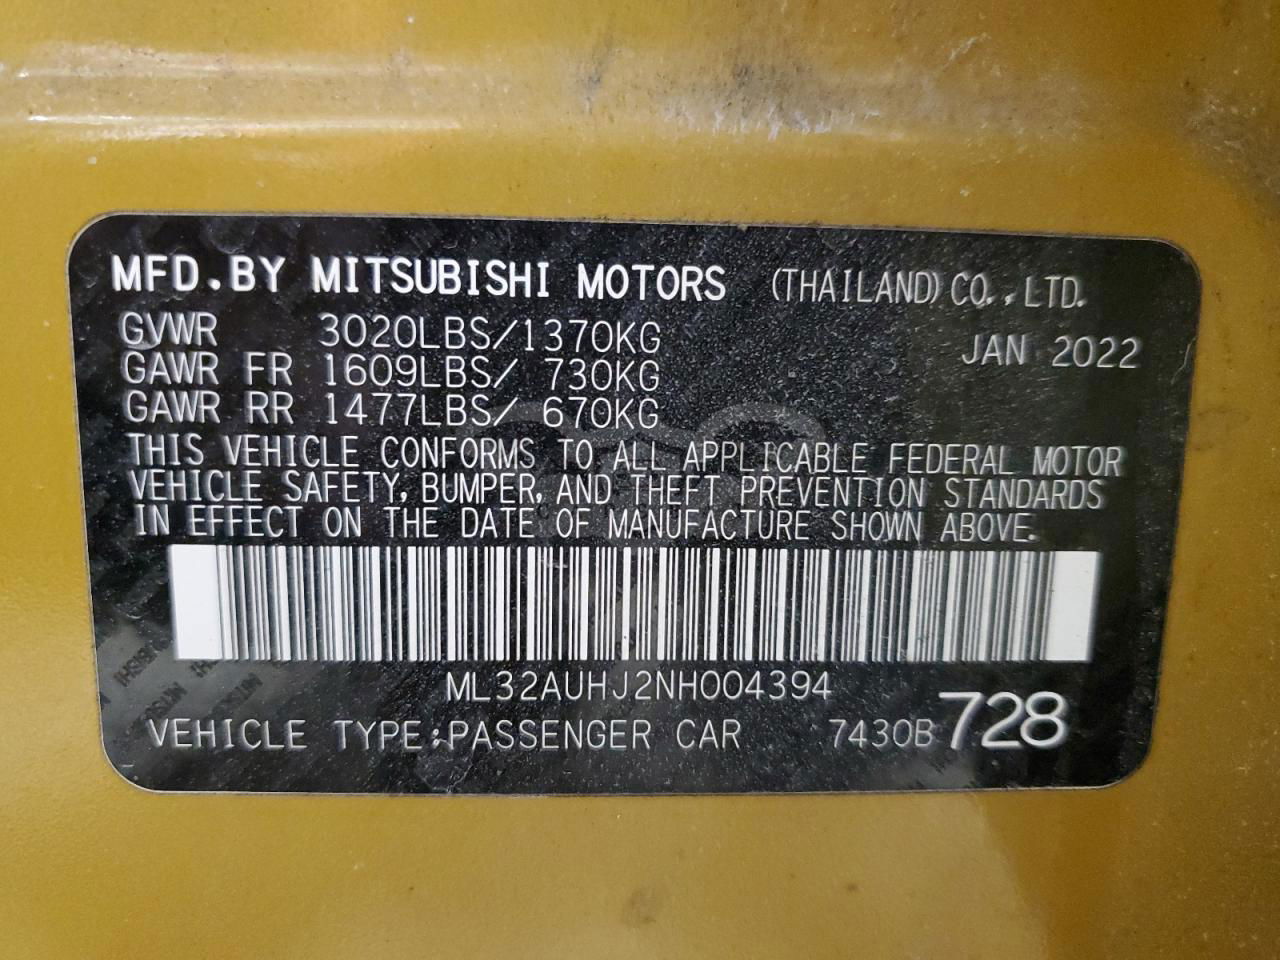 MFD.BY MITSUBISHI MOTORS (THAILAND) CO.,LTD.
GVWR 3020LBS/1370KG JAN 2022
GAWR FR 1609LBS/ 730KG
GAWR RR 1477LBS/ 670KG
THIS VEHICLE CONFORMS TO ALL APPLICABLE FEDERAL MOTOR
VEHICLE SAFETY, BUMPER, AND THEFT PREVENTION STANDARDS
IN EFFECT ON THE DATE OF MANUFACTURE SHOWN ABOVE.
ML32AUHJ2NH004394
VEHICLE TYPE:PASSENGER CAR 7430B728